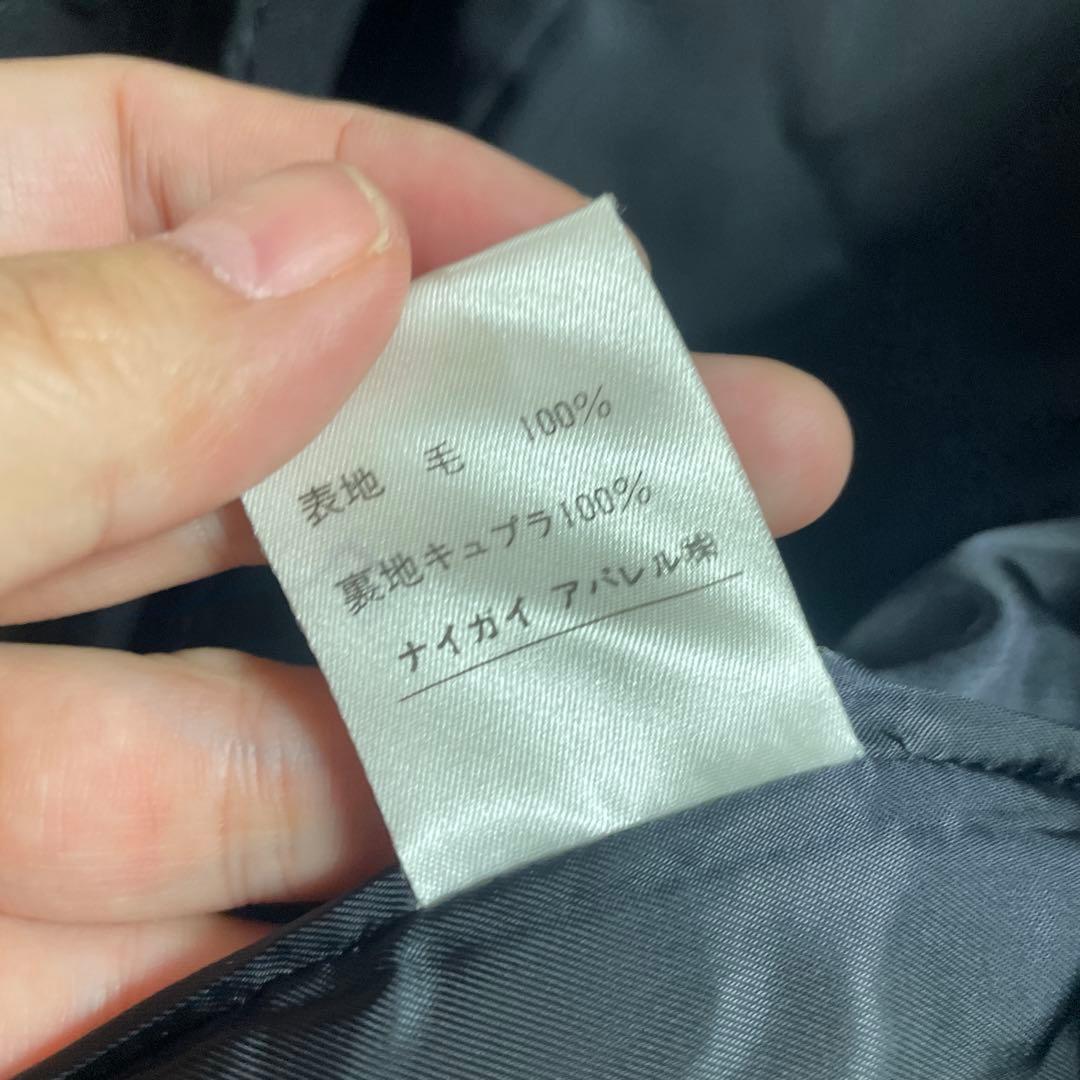 表地 毛 100%
裏地キュプラ100%
ナイガイ アパレル㈱